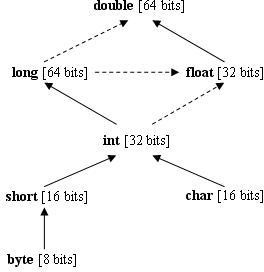 double [64 bits]
long [64 bits] float [32 bits]
int [32 bits]
short [16 bits] char [16 bits]
byte [8 bits]